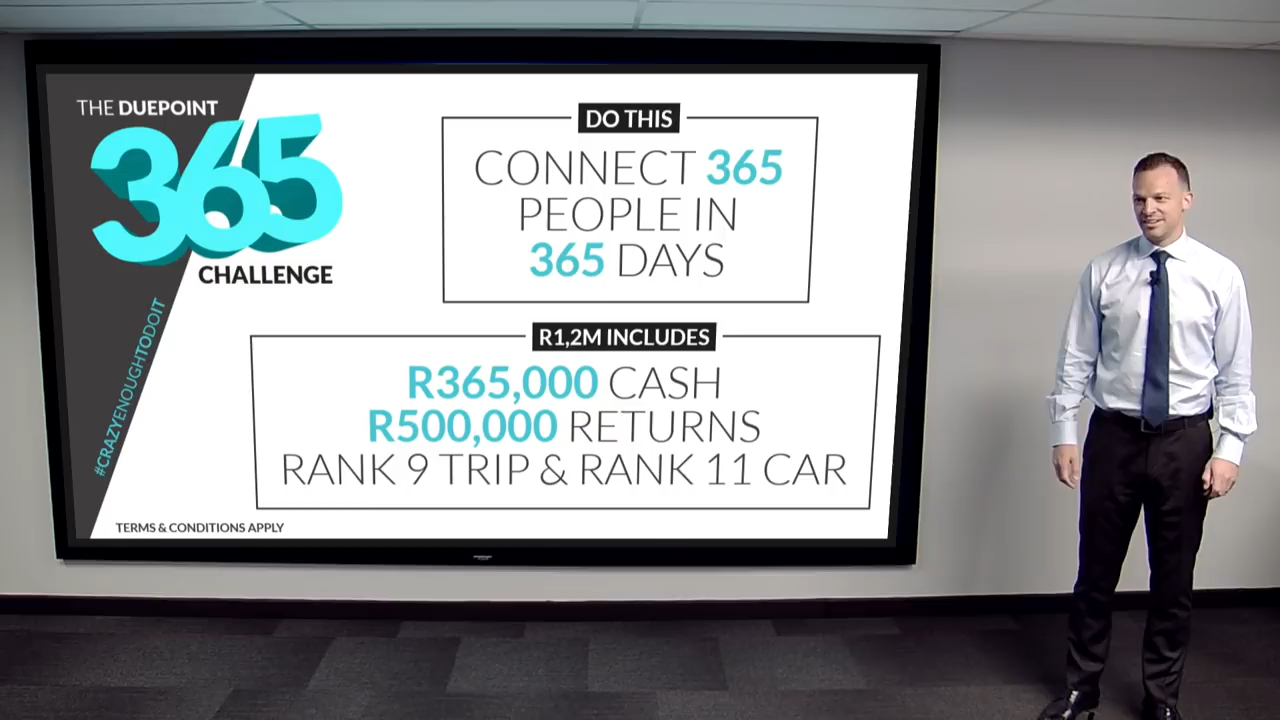 THE DUEPOINT
365
CHALLENGE
#CRAZYENOUGHTODOIT
DO THIS
CONNECT 365
PEOPLE IN
365 DAYS
R1,2M INCLUDES
R365,000 CASH
R500,000 RETURNS
RANK 9 TRIP & RANK 11 CAR
TERMS & CONDITIONS APPLY